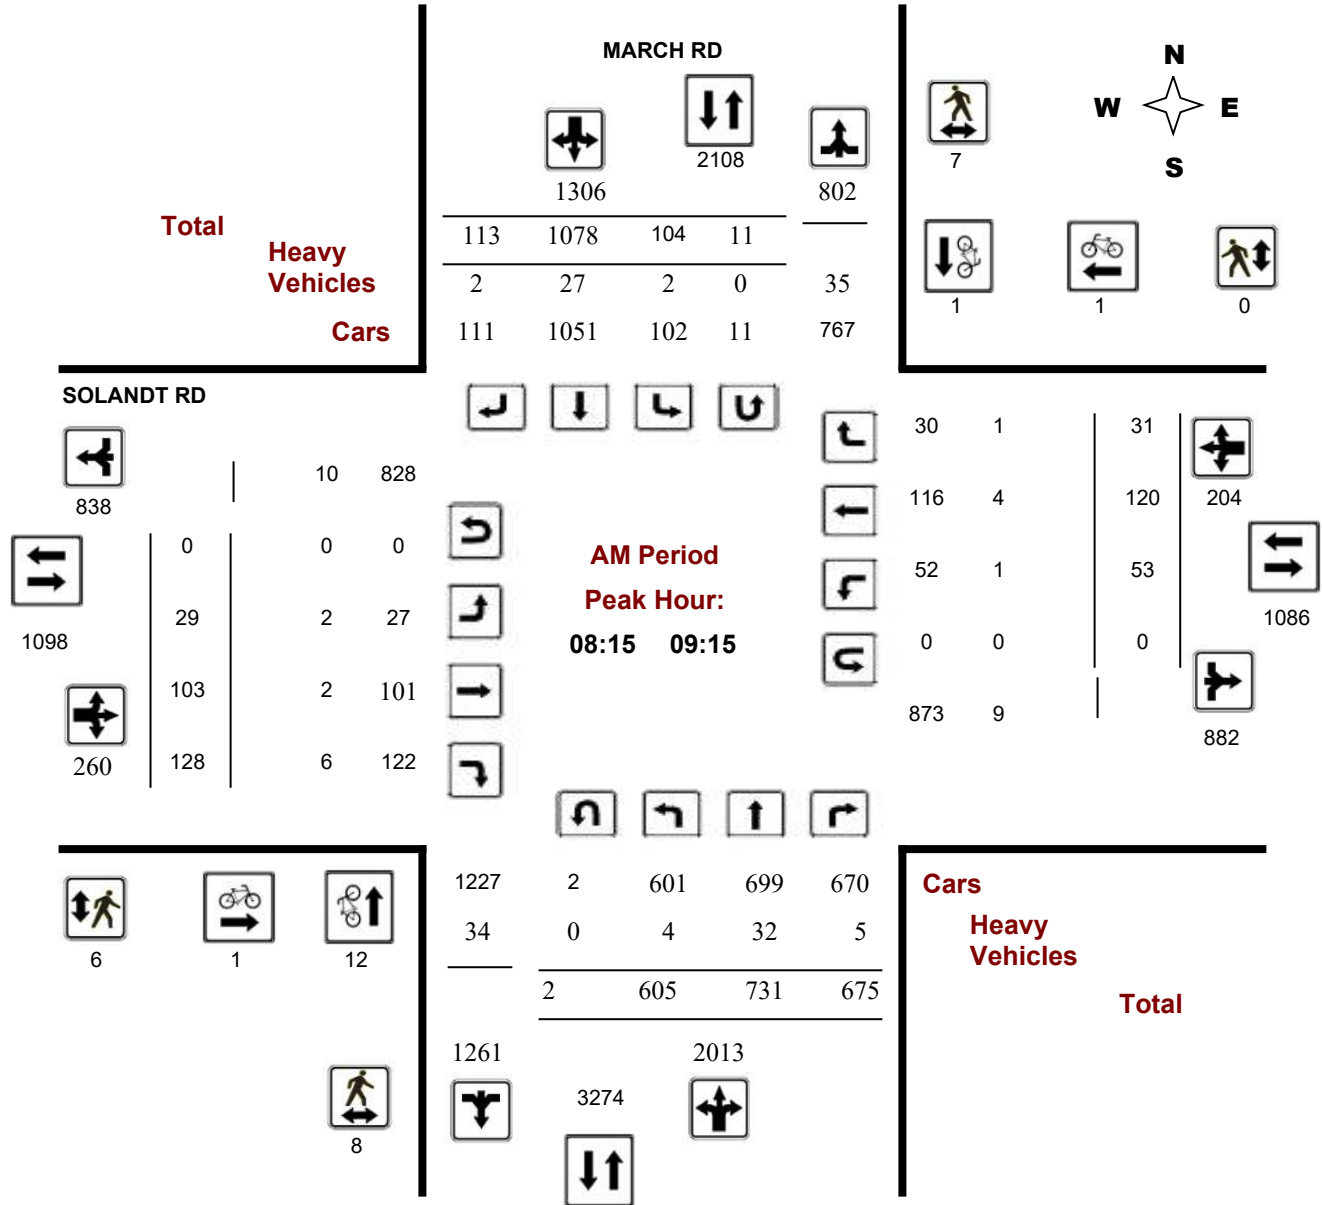 MARCH RD
N
W E
S
2108
7
1306
802
Total
113 1078 104 11
Heavy
Vehicles
2 27 2 0 35
1 1 0
Cars
111 1051 102 11 767
SOLANDT RD
30 1 31
10 828
838
116 4 120 204
0 0 0
AM Period
52 1 53
Peak Hour:
29 2 27
1098
08:15 09:15
0 0 0
1086
103 2 101
873 9
882
260 128 6 122
1227 2 601 699 670
Cars
34 0 4 32 5
Heavy
Vehicles
6 1 12
2 605 731 675
Total
1261 2013
3274
8